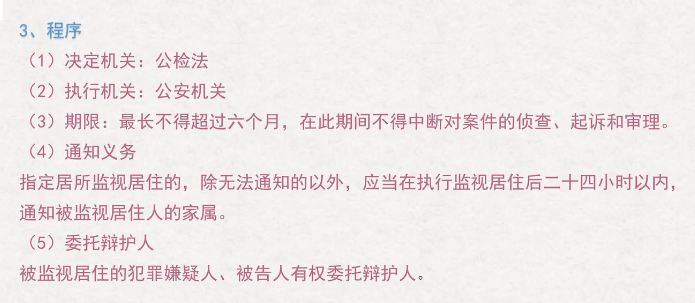 3、程序
（1）决定机关：公检法
（2）执行机关：公安机关
（3）期限：最长不得超过六个月，在此期间不得中断对案件的侦查、起诉和审理。
（4）通知义务
指定居所监视居住的，除无法通知的以外，应当在执行监视居住后二十四小时以内，
通知被监视居住人的家属。
（5）委托辩护人
被监视居住的犯罪嫌疑人、被告人有权委托辩护人。